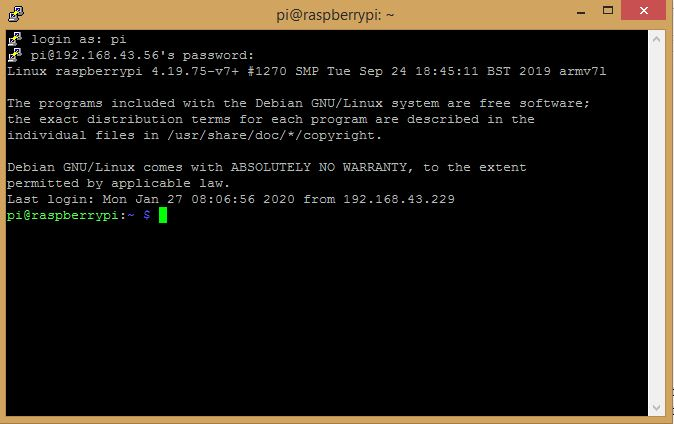 pi@raspberrypi: ~
login as: pi
pi@192.168.43.56's password:
Linux raspberrypi 4.19.75-v7+ #1270 SMP Tue Sep 24 18:45:11 BST 2019 armv7l
The programs included with the Debian GNU/Linux system are free software;
the exact distribution terms for each program are described in the
individual files in /usr/share/doc/*/copyright.
Debian GNU/Linux comes with ABSOLUTELY NO WARRANTY, to the extent
permitted by applicable law.
Last login: Mon Jan 27 08:06:56 2020 from 192.168.43.229
pi@raspberrypi:~ $